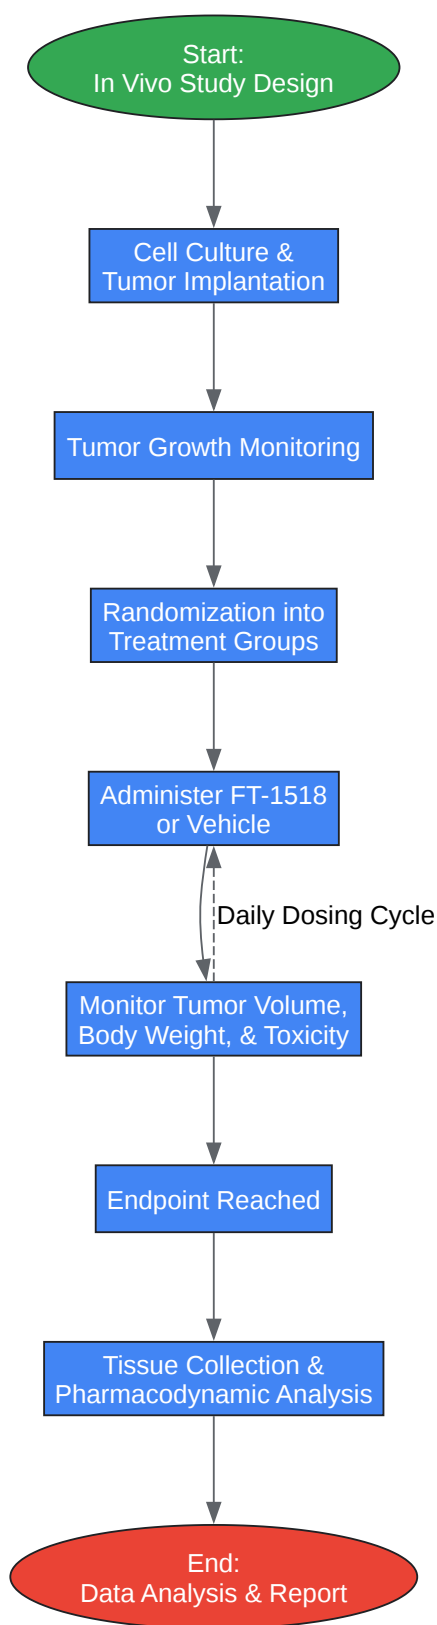 Start:
In Vivo Study Design
Cell Culture &
Tumor Implantation
Tumor Growth Monitoring
Randomization into
Treatment Groups
Administer FT-1518
or Vehicle
Daily Dosing Cycle
Monitor Tumor Volume,
Body Weight, & Toxicity
Endpoint Reached
Tissue Collection &
Pharmacodynamic Analysis
End:
Data Analysis & Report